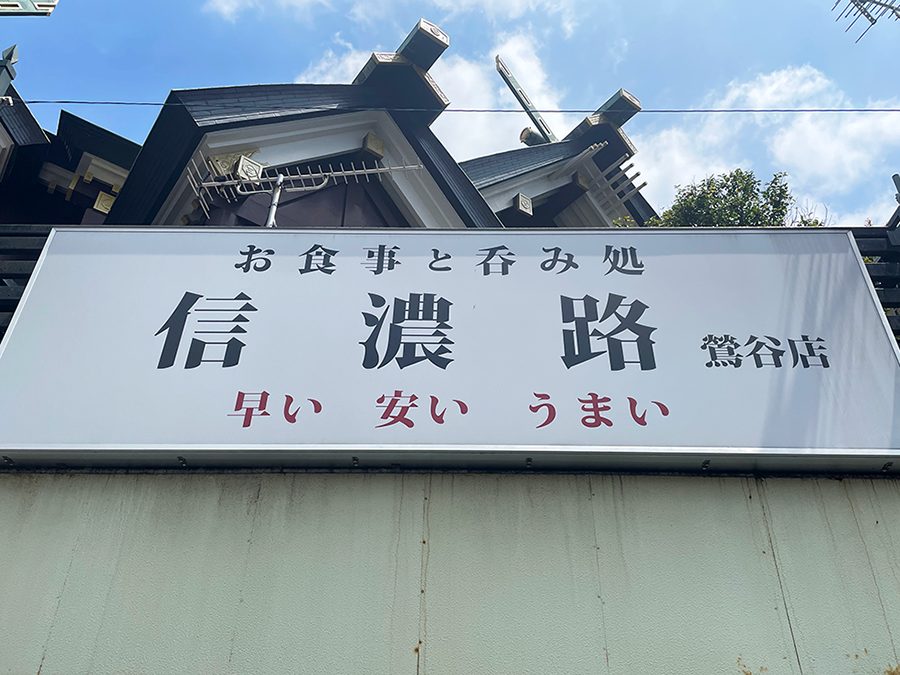 お食事と呑み処
信濃路 鶯谷店
早い 安い うまい